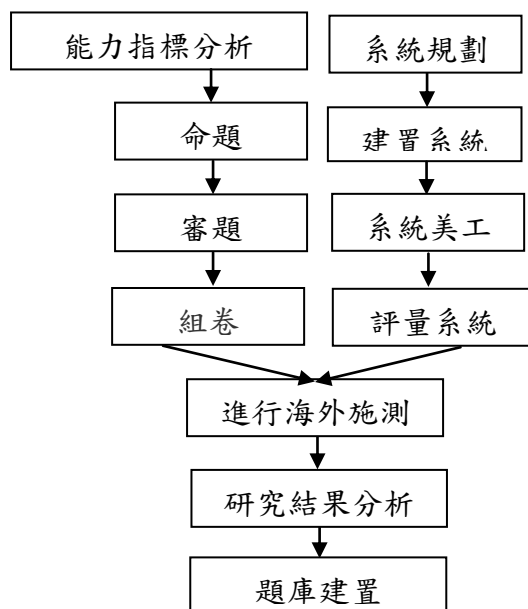 能力指標分析
系統規劃
命題
建置系統
審題
系統美工
組卷
評量系統
進行海外施測
研究結果分析
題庫建置